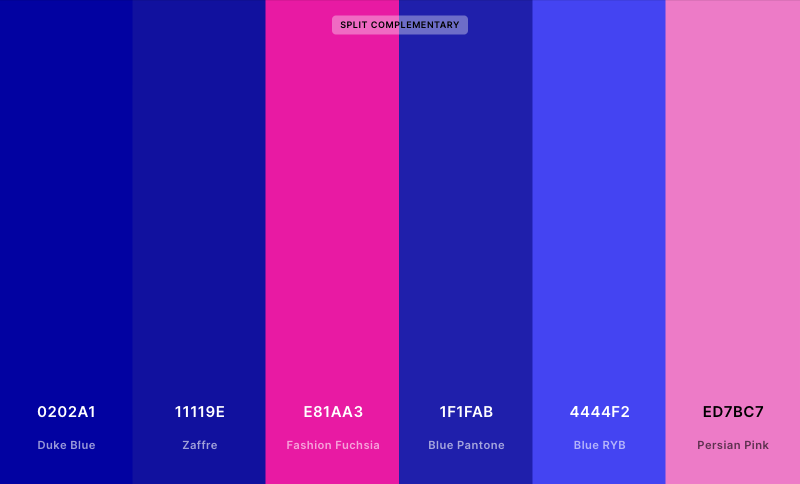 SPLIT COMPLEMENTARY
0202A1
Duke Blue
11119E
Zaffre
E81AA3
Fashion Fuchsia
1F1FAB
Blue Pantone
4444F2
Blue RYB
ED7BC7
Persian Pink